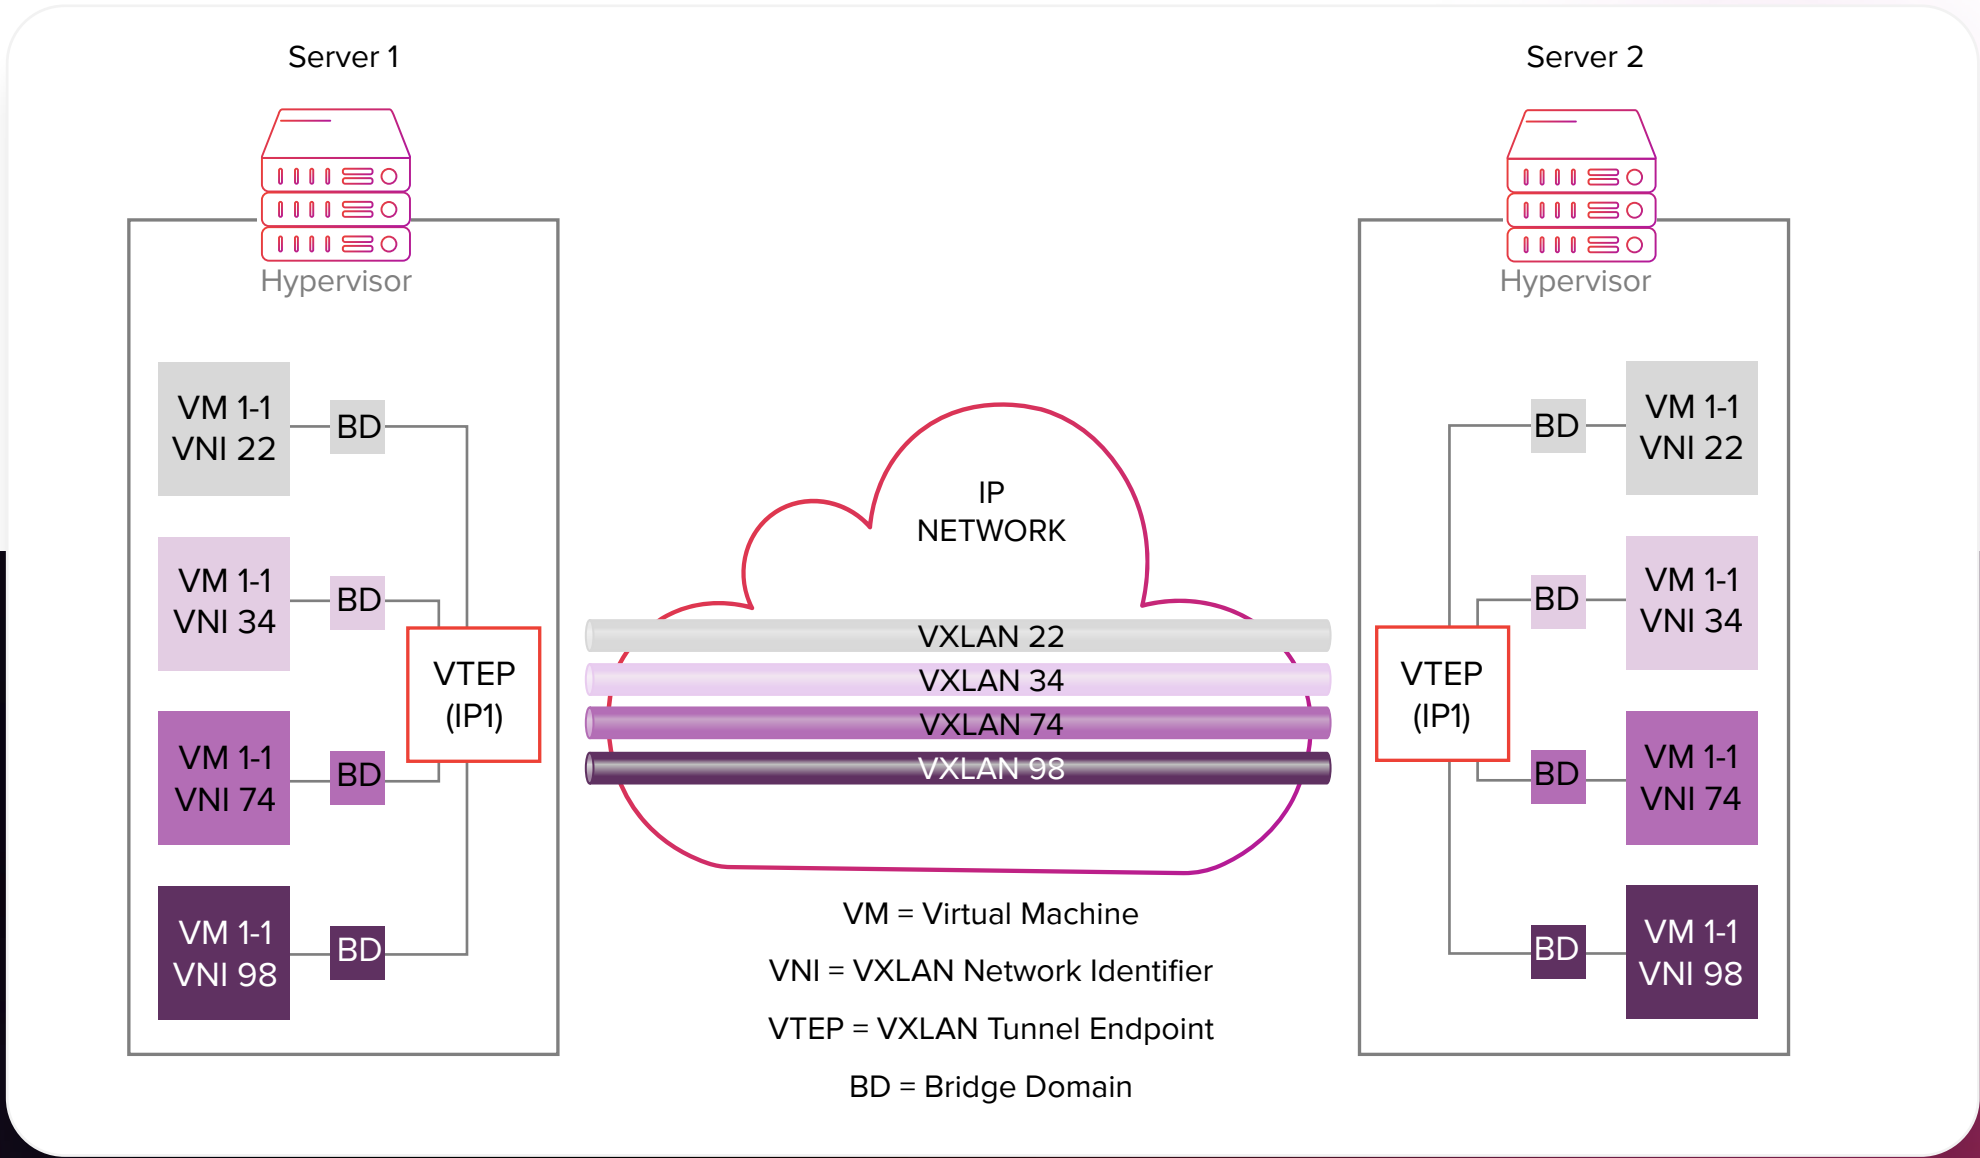 Server 1
Hypervisor
VM 1-1
VNI 22
BD
VM 1-1
VNI 34
BD
VM 1-1
VNI 74
BD
VM 1-1
VNI 98
BD
VTEP
(IP1)
IP
NETWORK
VXLAN 22
VXLAN 34
VXLAN 74
VXLAN 98
VM = Virtual Machine
VNI = VXLAN Network Identifier
VTEP = VXLAN Tunnel Endpoint
BD = Bridge Domain
Server 2
Hypervisor
VTEP
(IP1)
BD
VM 1-1
VNI 22
BD
VM 1-1
VNI 34
BD
VM 1-1
VNI 74
BD
VM 1-1
VNI 98